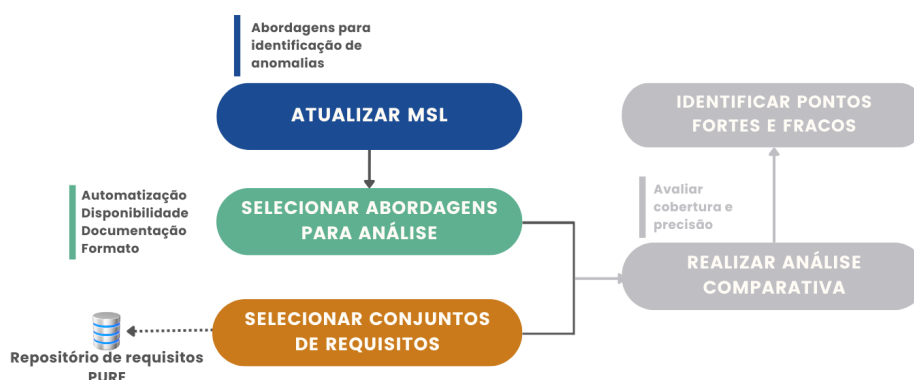 Abordagens para
identificação de
anomalias
ATUALIZAR MSL
IDENTIFICAR PONTOS
FORTES E FRACOS
Automatização
Disponibilidade
Documentação
Formato
SELECIONAR ABORDAGENS
PARA ANÁLISE
Avaliar
cobertura e
precisão
REALIZAR ANÁLISE
COMPARATIVA
SELECIONAR CONJUNTOS
DE REQUISITOS
Repositório de requisitos
PURE